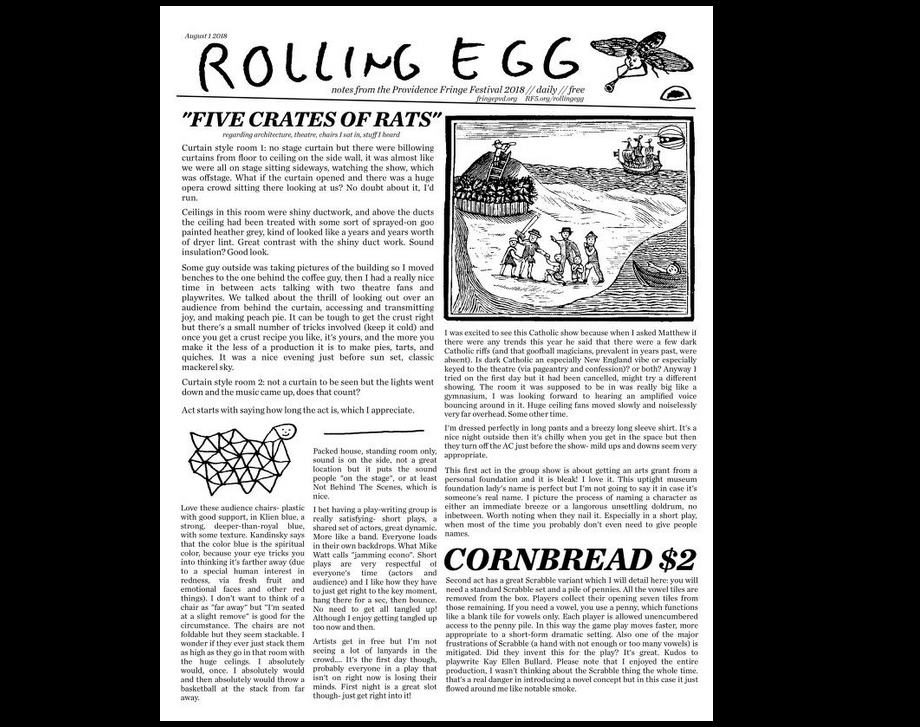 August 1 2018
ROLLING EGG
notes from the Providence Fringe Festival 2018 // daily // free
fringepvd.org RF5.org/rollingegg
"FIVE CRATES OF RATS"
regarding architecture, theatre, chairs I sat in, stuff I heard
Curtain style room 1: no stage curtain but there were billowing
curtains from floor to ceiling on the side wall, it was almost like
we were all on stage sitting sideways, watching the show, which
was offstage. What if the curtain opened and there was a huge
opera crowd sitting there looking at us? No doubt about it, I'd
run.
Ceilings in this room were shiny ductwork, and above the ducts
the ceiling had been treated with some sort of sprayed-on goo
painted heather grey, kind of looked like a years and years worth
of dryer lint. Great contrast with the shiny duct work. Sound
insulation? Good look.
Some guy outside was taking pictures of the building so I moved
benches to the one behind the coffee guy, then I had a really nice
time in between acts talking with two theatre fans and
playwrites. We talked about the thrill of looking out over an
audience from behind the curtain, accessing and transmitting
joy, and making peach pie. It can be tough to get the crust right
but there's a small number of tricks involved (keep it cold) and
once you get a crust recipe you like, it's yours, and the more you
make it the less of a production it is to make pies, tarts, and
quiches. It was a nice evening just before sun set, classic
mackerel sky.
Curtain style room 2: not a curtain to be seen but the lights went
down and the music came up, does that count?
Act starts with saying how long the act is, which I appreciate.
Love these audience chairs- plastic
with good support, in Klien blue, a
strong, deeper-than-royal blue,
with some texture. Kandinsky says
that the color blue is the spiritual
color, because your eye tricks you
into thinking it's farther away (due
to a special human interest in
redness, via fresh fruit and
emotional faces and other red
things). I don't want to think of a
chair as "far away" but "I'm seated
at a slight remove" is good for the
circumstance. The chairs are not
foldable but they seem stackable. I
wonder if they ever just stack them
as high as they go in that room with
the huge celings. I absolutely
would, once. I absolutely would
and then absolutely would throw a
basketball at the stack from far
away.
Packed house, standing room only,
sound is on the side, not a great
location but it puts the sound
people "on the stage", or at least
Not Behind The Scenes, which is
nice.
I bet having a play-writing group is
really satisfying- short plays, a
shared set of actors, great dynamic.
More like a band. Everyone loads
in their own backdrops. What Mike
Watt calls "jamming econo". Short
plays are very respectful of
everyone's time (actors and
audience) and I like how they have
to just get right to the key moment,
hang there for a sec, then bounce.
No need to get all tangled up!
Although I enjoy getting tangled up
too now and then.
Artists get in free but I'm not
seeing a lot of lanyards in the
crowd.... It's the first day though,
probably everyone in a play that
isn't on right now is losing their
minds. First night is a great slot
though- just get right into it!
I was excited to see this Catholic show because when I asked Matthew if
there were any trends this year he said that there were a few dark
Catholic riffs (and that goofball magicians, prevalent in years past, were
absent). Is dark Catholic an especially New England vibe or especially
keyed to the theatre (via pageantry and confession)? or both? Anyway I
tried on the first day but it had been cancelled, might try a different
showing. The room it was supposed to be in was really big like a
gymnasium, I was looking forward to hearing an amplified voice
bouncing around in it. Huge ceiling fans moved slowly and noiselessly
very far overhead. Some other time.
I'm dressed perfectly in long pants and a breezy long sleeve shirt. It's a
nice night outside then it's chilly when you get in the space but then
they turn off the AC just before the show- mild ups and downs seem very
appropriate.
This first act in the group show is about getting an arts grant from a
personal foundation and it is bleak! I love it. This uptight museum
foundation lady's name is perfect but I'm not going to say it in case it's
someone's real name. I picture the process of naming a character as
either an immediate breeze or a langorous unsettling doldrum, no
inbetween. Worth noting when they nail it. Especially in a short play,
when most of the time you probably don't even need to give people
names.
CORNBREAD $2
Second act has a great Scrabble variant which I will detail here: you will
need a standard Scrabble set and a pile of pennies. All the vowel tiles are
removed from the box. Players collect their opening seven tiles from
those remaining. If you need a vowel, you use a penny, which functions
like a blank tile for vowels only. Each player is allowed unencumbered
access to the penny pile. In this way the game play moves faster, more
appropriate to a short-form dramatic setting. Also one of the major
frustrations of Scrabble (a hand with not enough or too many vowels) is
mitigated. Did they invent this for the play? It's great. Kudos to
playwrite Kay Ellen Bullard. Please note that I enjoyed the entire
production. I wasn't thinking about the Scrabble thing the whole time,
that's a real danger in introducing a novel concept but in this case it just
flowed around me like notable smoke.